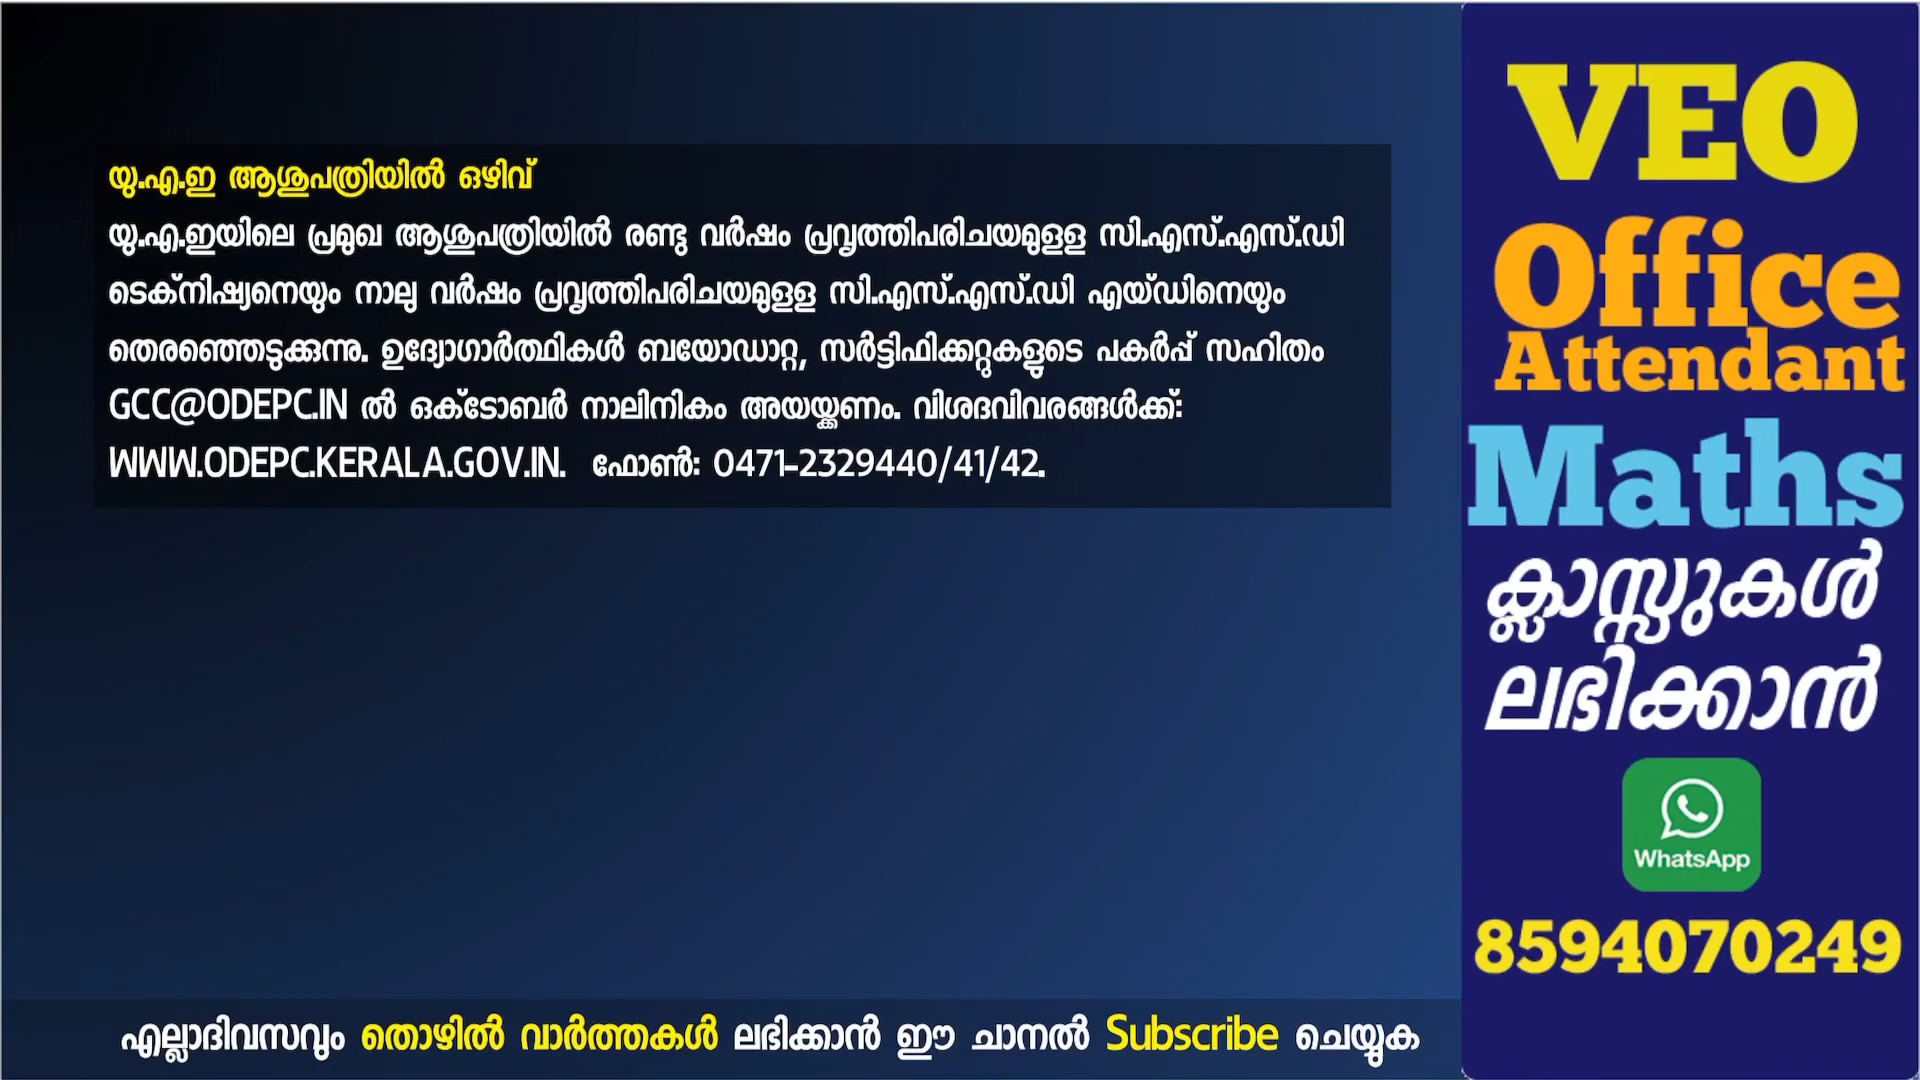 യു.എ.ഇ ആശുപത്രിയിൽ ഒഴിവ്
യു.എ.ഇയിലെ പ്രമുഖ ആശുപത്രിയിൽ രണ്ടു വർഷം പ്രവൃത്തിപരിചയമുളള സി.എസ്.എസ്.ഡി
ടെക്നിഷ്യനെയും നാലു വർഷം പ്രവൃത്തിപരിചയമുളള സി.എസ്.എസ്.ഡി എയ്ഡിനെയും
തെരഞ്ഞെടുക്കുന്നു. ഉദ്യോഗാർത്ഥികൾ ബയോഡാറ്റ, സർട്ടിഫിക്കറ്റുകളുടെ പകർപ്പ് സഹിതം
GCC@ODEPC.IN ൽ ഒക്ടോബർ നാലിനികം അയയ്ക്കണം. വിശദവിവരങ്ങൾക്ക്:
WWW.ODEPC.KERALA.GOV.IN. ഫോൺ: 0471-2329440/41/42.
എല്ലാദിവസവും തൊഴിൽ വാർത്തകൾ ലഭിക്കാൻ ഈ ചാനൽ Subscribe ചെയ്യുക
VEO
Office
Attendant
Maths
ക്ലാസ്സുകൾ
ലഭിക്കാൻ
WhatsApp
8594070249